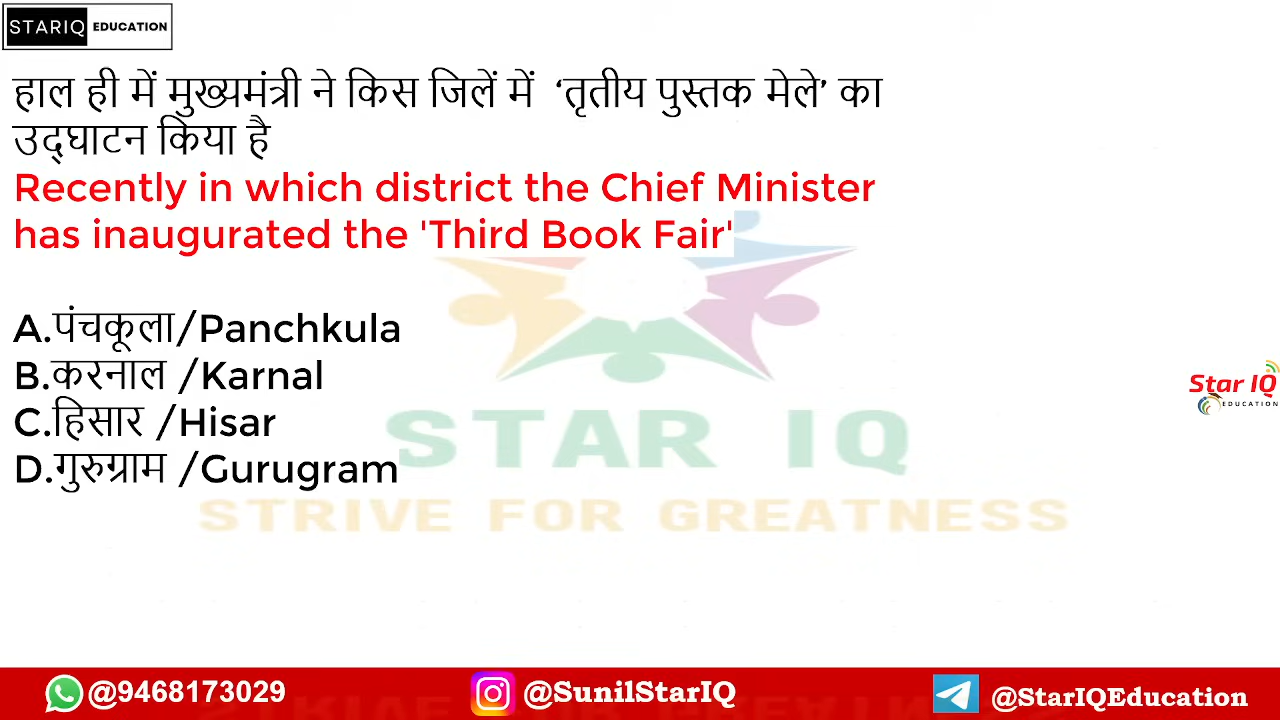 STARIQ EDUCATION
हाल ही में मुख्यमंत्री ने किस जिलें में ‘तृतीय पुस्तक मेले’ का
उद्घाटन किया है
Recently in which district the Chief Minister
has inaugurated the 'Third Book Fair'
A.पंचकूला/Panchkula
B.करनाल /Karnal
C.हिसार /Hisar
D.गुरुग्राम /Gurugram
Star IQ
EDUCATION
STAR IQ
STRIVE FOR GREATNESS
@9468173029 @SunilStarIQ @StarIQEducation